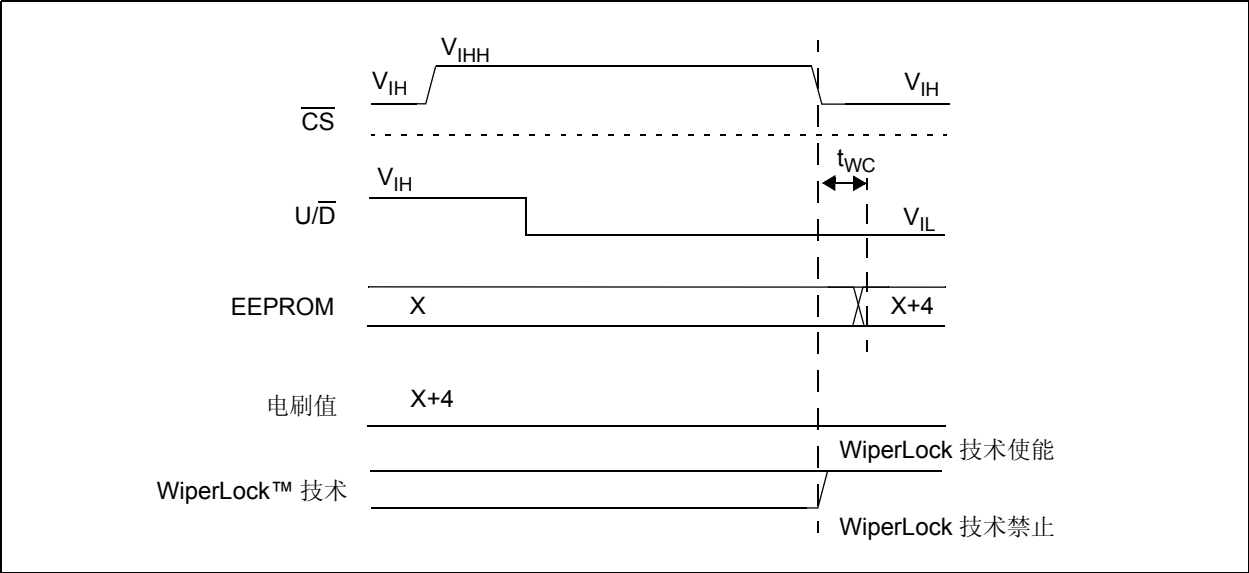 V_IHH
V_IH V_IH
C̅S̅
t_WC
V_IH
U/D̅ V_IL
EEPROM X X+4
电刷值 X+4
WiperLock 技术使能
WiperLock™ 技术
WiperLock 技术禁止